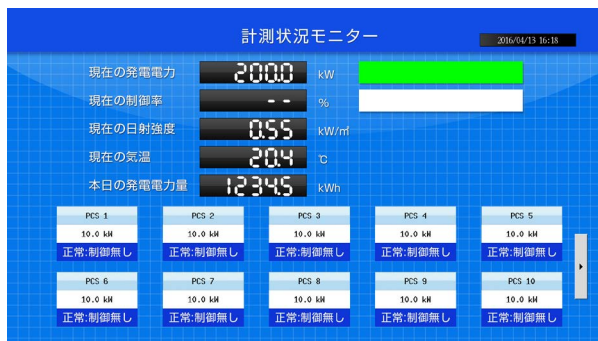 計測状況モニター
2016/04/13 16:18
現在の発電電力 200.0 kW
現在の制御率 -- %
現在の日射強度 0.55 kW/㎡
現在の気温 20.4 ℃
本日の発電電力量 1234.5 kWh
PCS 1 PCS 2 PCS 3 PCS 4 PCS 5
10.0 kW 10.0 kW 10.0 kW 10.0 kW 10.0 kW
正常:制御無し 正常:制御無し 正常:制御無し 正常:制御無し 正常:制御無し
PCS 6 PCS 7 PCS 8 PCS 9 PCS 10
10.0 kW 10.0 kW 10.0 kW 10.0 kW 10.0 kW
正常:制御無し 正常:制御無し 正常:制御無し 正常:制御無し 正常:制御無し